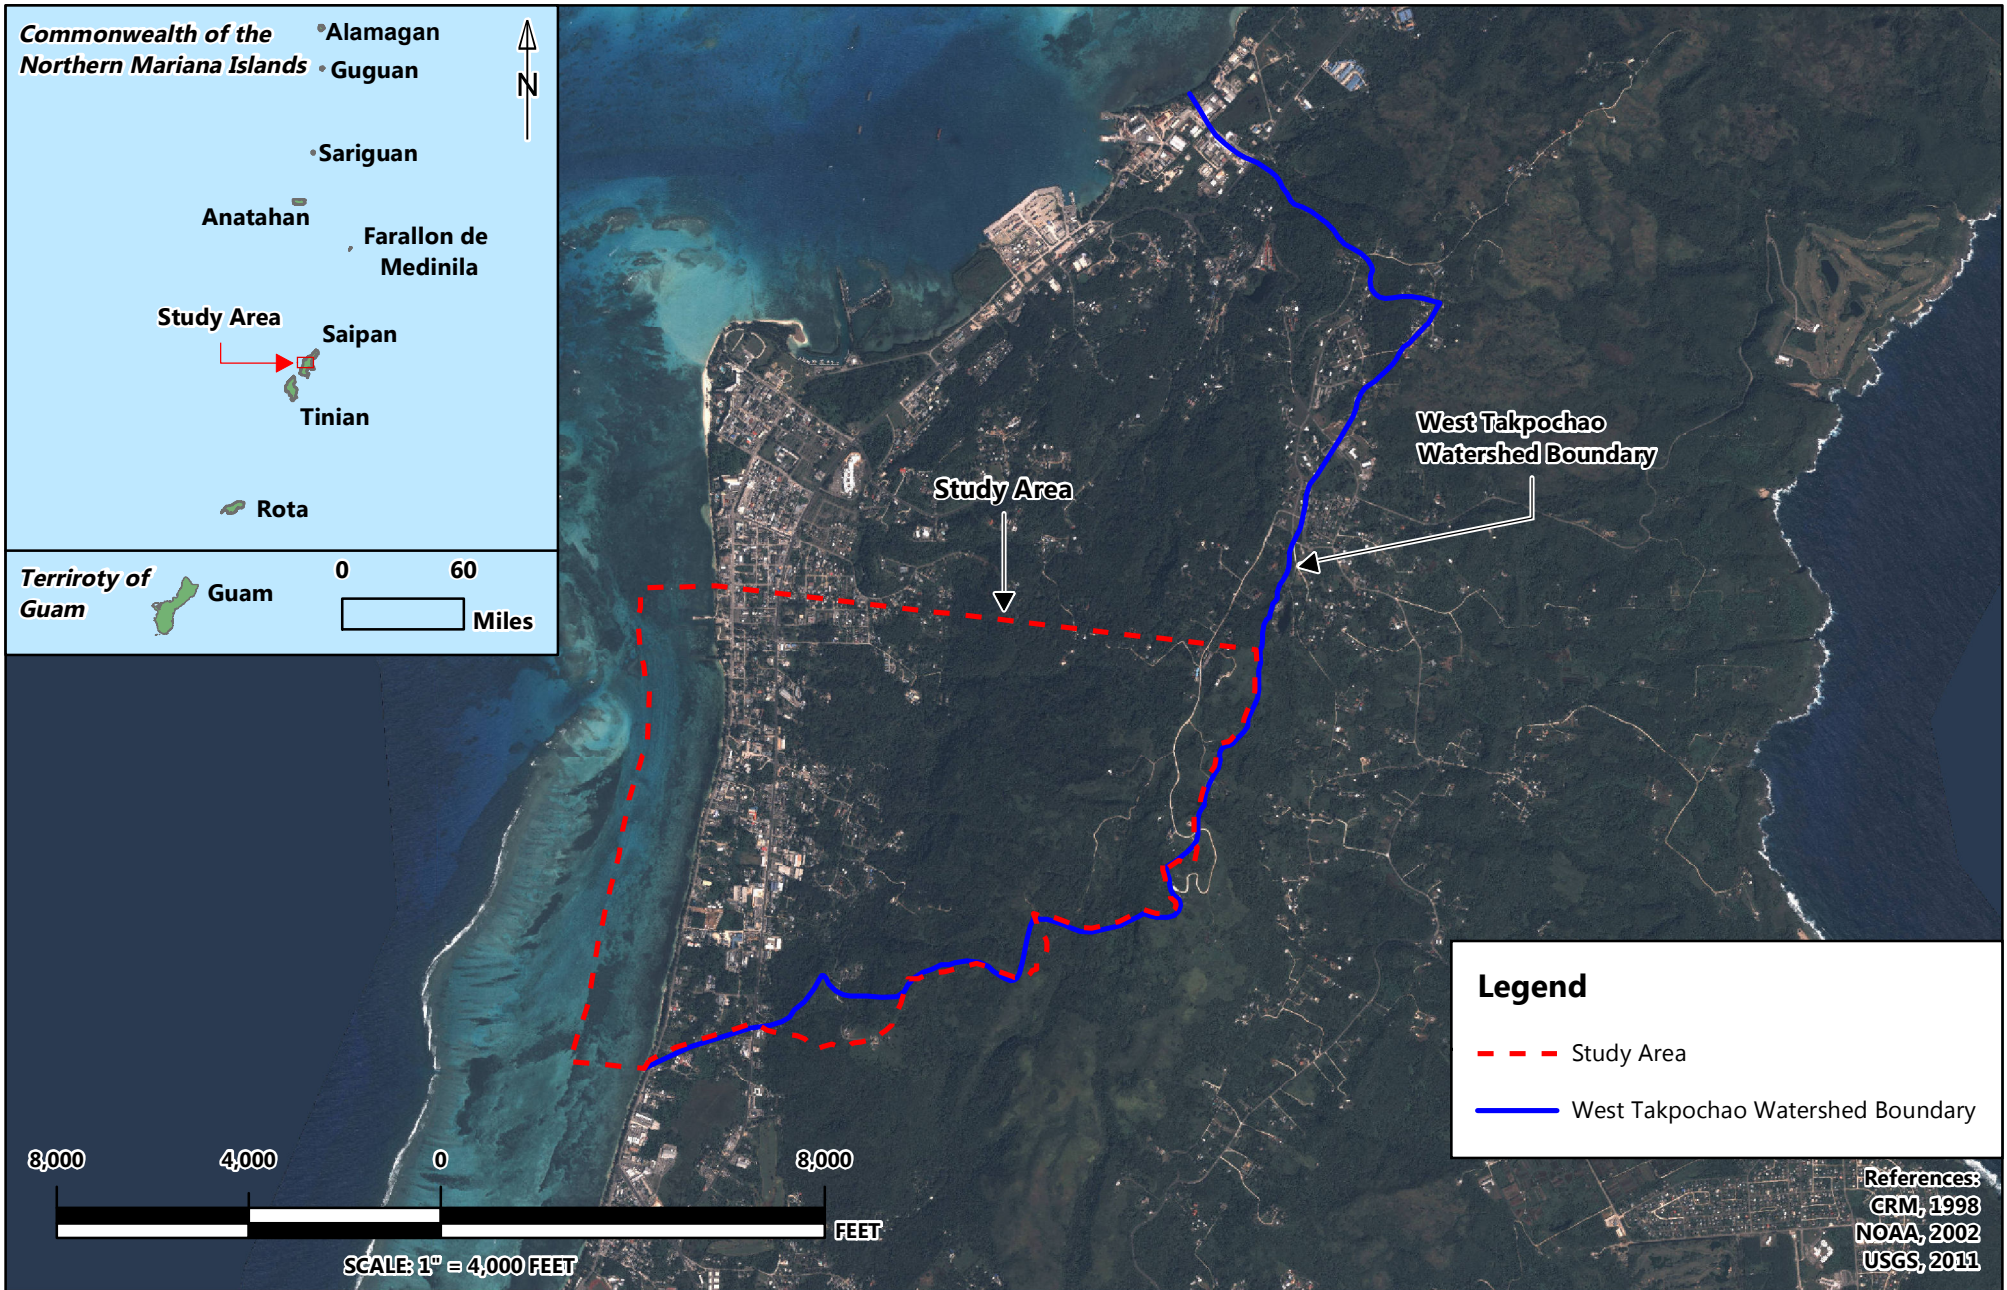 Commonwealth of the
Northern Mariana Islands
Alamagan
Guguan
N
Sariguan
Anatahan
Farallon de
Medinila
Study Area
Saipan
Tinian
Rota
Terriroty of
Guam
Guam
0 60
Miles
West Takpochao
Watershed Boundary
Study Area
Legend
Study Area
West Takpochao Watershed Boundary
8,000 4,000 0 8,000
FEET
SCALE: 1" = 4,000 FEET
References:
CRM, 1998
NOAA, 2002
USGS, 2011